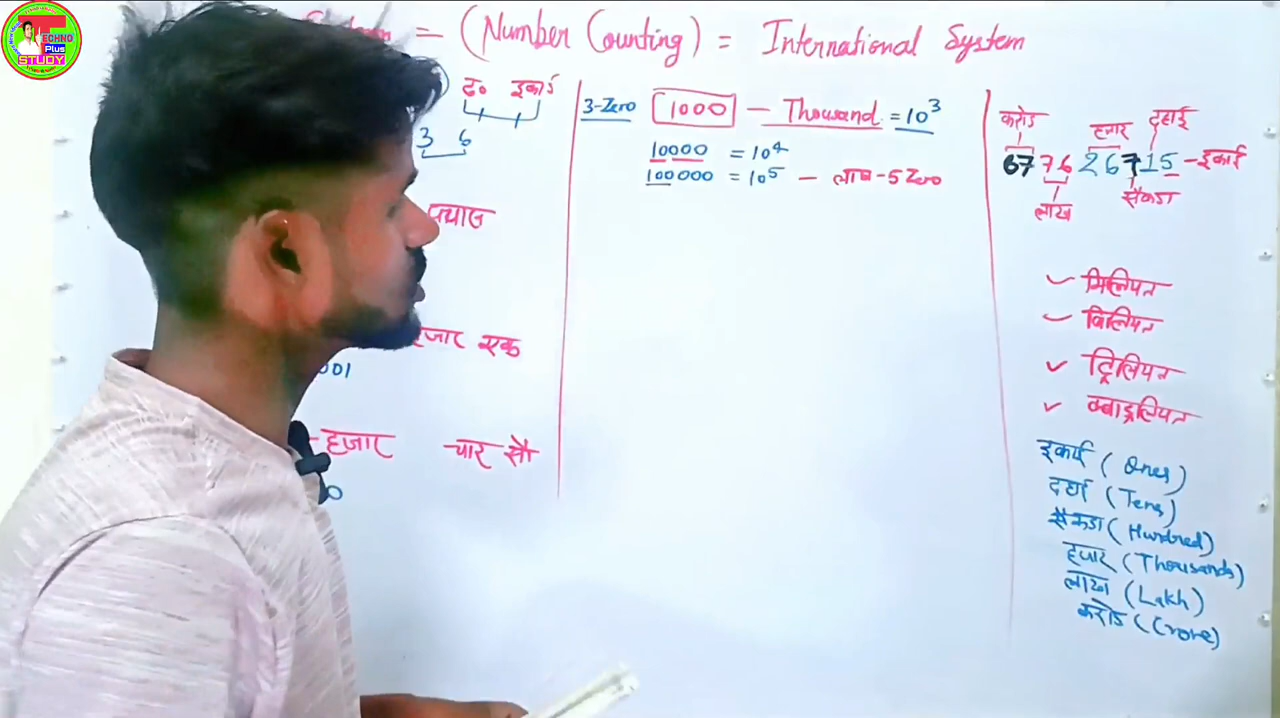 TECHNO
Plus
STUDY
= (Number Counting) = International System
द० इकाई
3 6
पचास
हजार एक
001
-हजार चार सौ
0
3-Zero 1000 - Thousand = 10³
10000 = 10⁴
100000 = 10⁵ - लाख - 5 Zero
करोड हजार दहाई
67 76 26 7 15 - इकाई
लाख सैकडा
✓ मिलियन
✓ बिलियन
✓ ट्रिलियन
✓ क्वाड्रलियन
इकाई (Ones)
दहाई (Tens)
सैकडा (Hundred)
हजार (Thousands)
लाख (Lakh)
करोड (Crore)